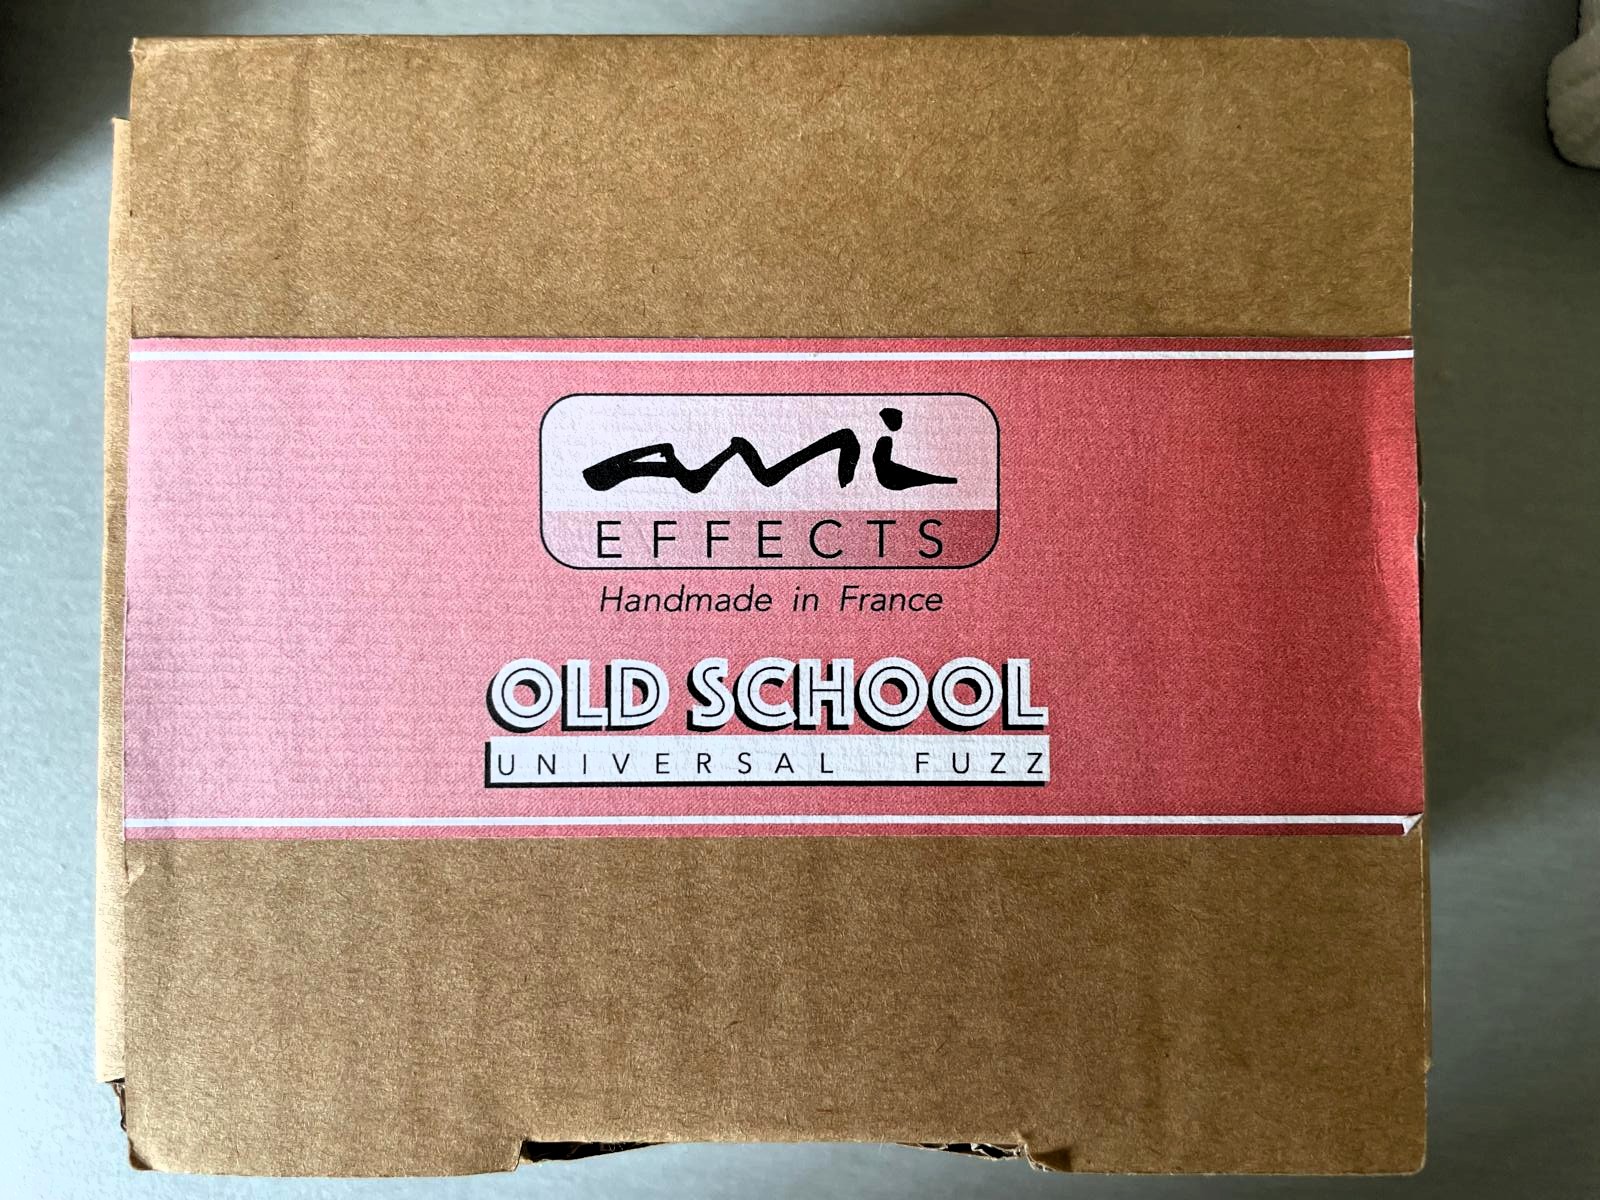 ami
EFFECTS
Handmade in France
OLD SCHOOL
UNIVERSAL FUZZ